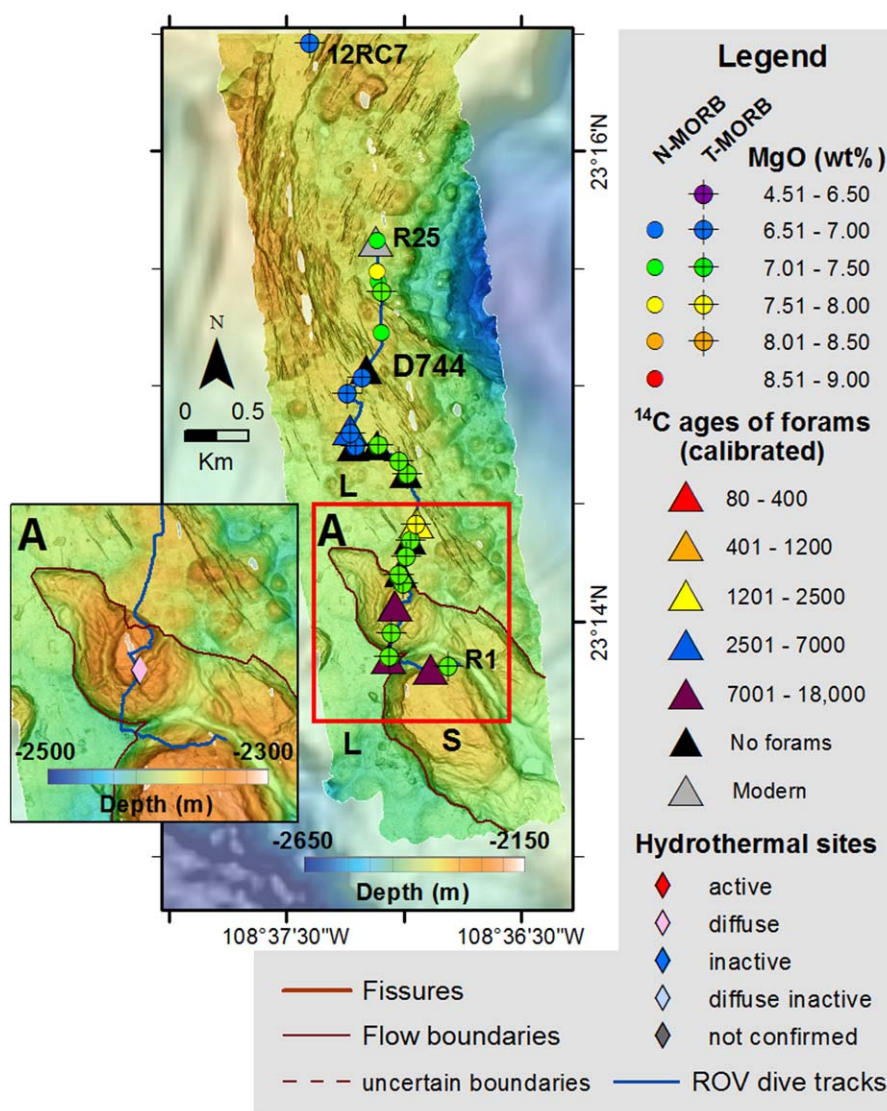 12RC7
R25
D744
N
0 0.5
Km
L
A
R1
L
S
23°16'N
23°14'N
-2650 -2150
Depth (m)
108°37'30"W 108°36'30"W
A
-2500 -2300
Depth (m)
Legend
N-MORB
T-MORB
MgO (wt%)
4.51 - 6.50
6.51 - 7.00
7.01 - 7.50
7.51 - 8.00
8.01 - 8.50
8.51 - 9.00
14C ages of forams
(calibrated)
80 - 400
401 - 1200
1201 - 2500
2501 - 7000
7001 - 18,000
No forams
Modern
Hydrothermal sites
active
diffuse
inactive
diffuse inactive
not confirmed
Fissures
Flow boundaries
uncertain boundaries
ROV dive tracks